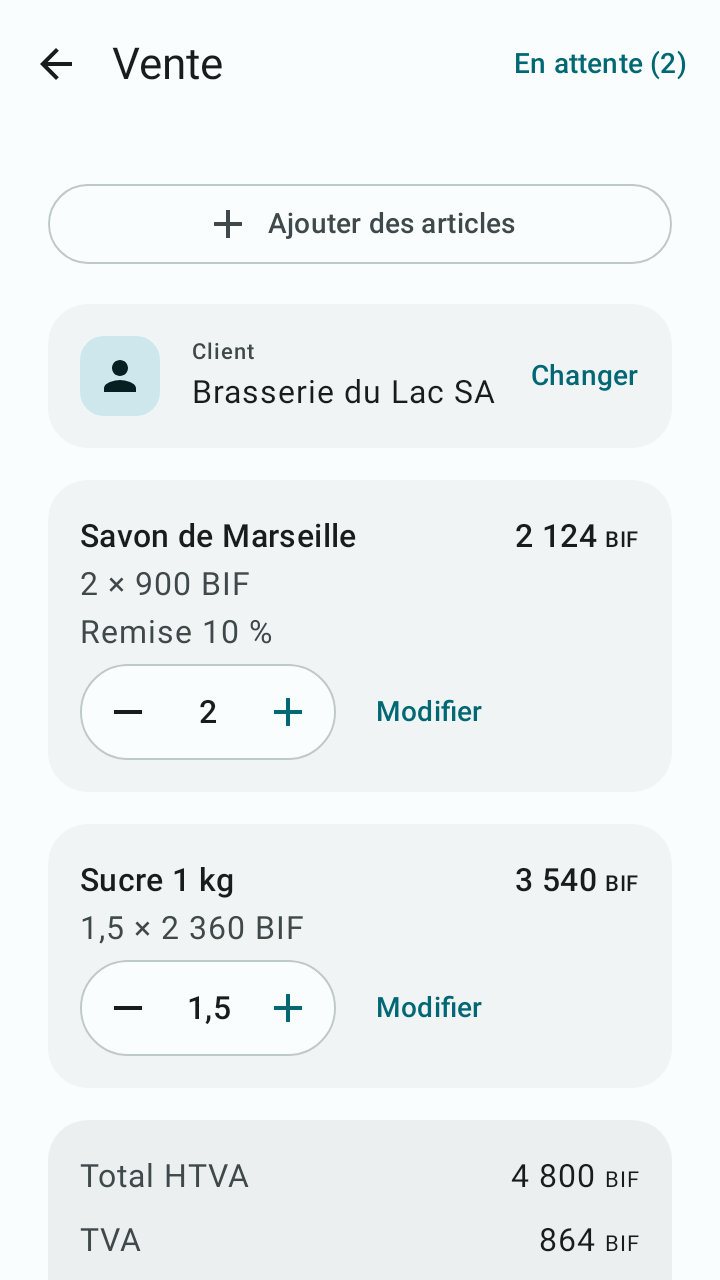 Vente
En attente (2)
Ajouter des articles
Client
Brasserie du Lac SA
Changer
Savon de Marseille
2 124 BIF
2 × 900 BIF
Remise 10 %
2
Modifier
Sucre 1 kg
3 540 BIF
1,5 × 2 360 BIF
1,5
Modifier
Total HTVA
4 800 BIF
TVA
864 BIF